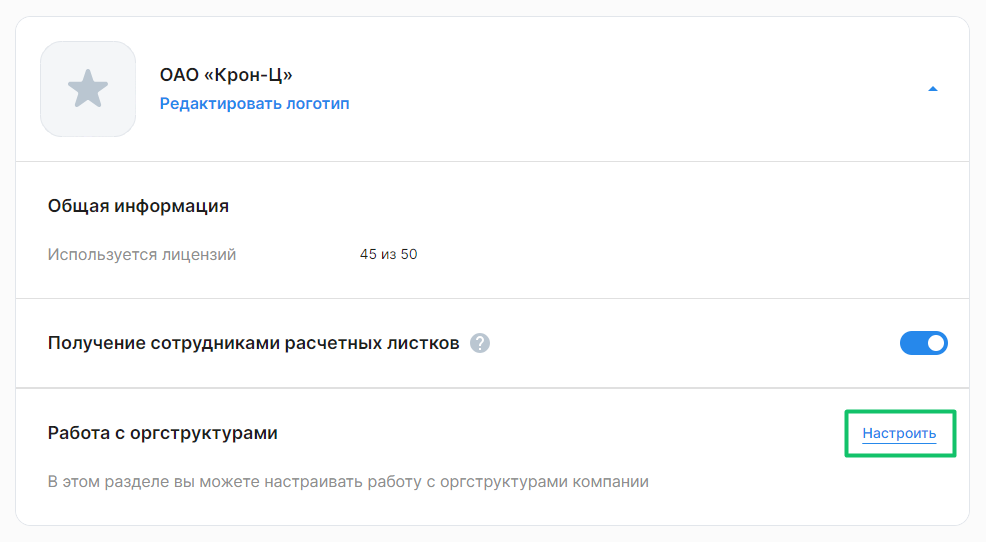 ОАО «Крон-Ц»
Редактировать логотип
Общая информация
Используется лицензий 45 из 50
Получение сотрудниками расчетных листков ?
Работа с оргструктурами Настроить
В этом разделе вы можете настраивать работу с оргструктурами компании